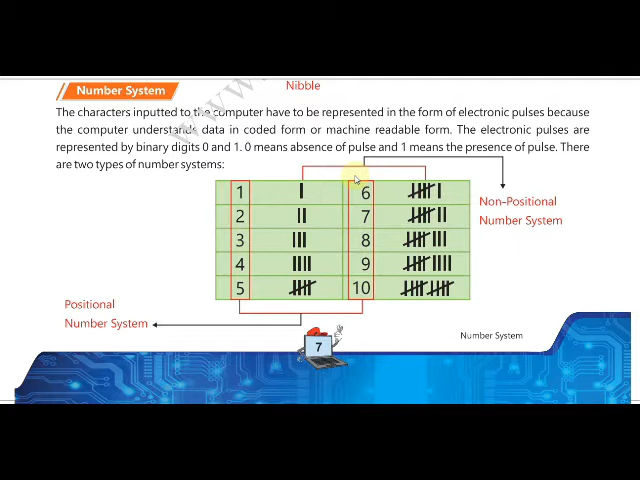 Number System
Nibble
www.
The characters inputted to the computer have to be represented in the form of electronic pulses because
the computer understands data in coded form or machine readable form. The electronic pulses are
represented by binary digits 0 and 1. 0 means absence of pulse and 1 means the presence of pulse. There
are two types of number systems:
1 6
2 7
3 8
4 9
5 10
Non-Positional
Number System
Positional
Number System
Number System
7